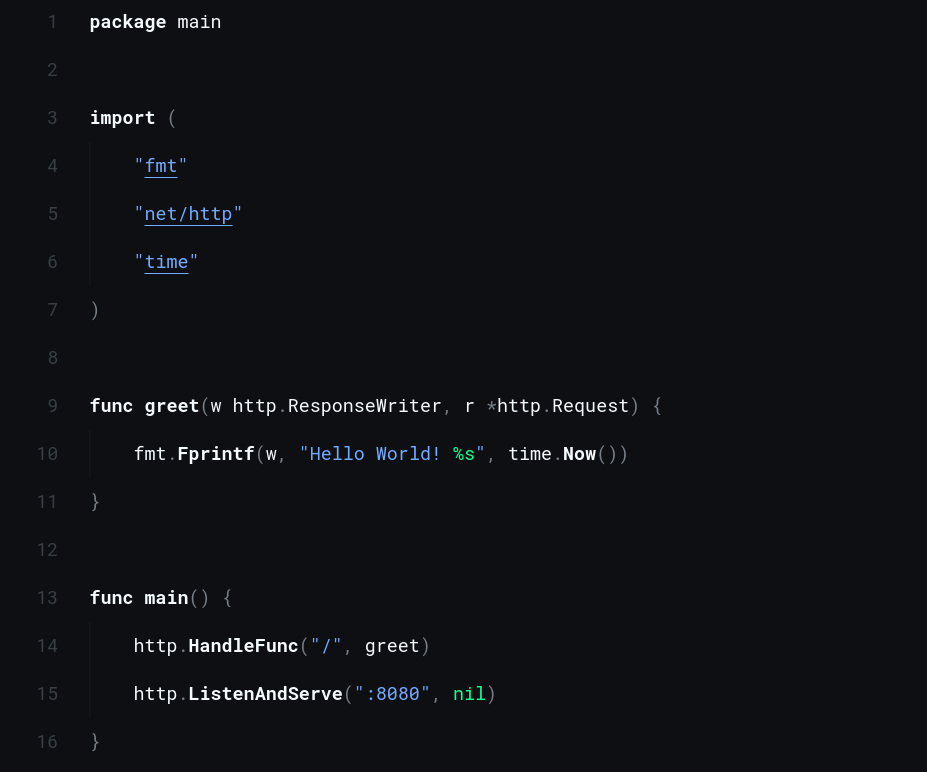 1 package main
2
3 import (
4     "fmt"
5     "net/http"
6     "time"
7 )
8
9 func greet(w http.ResponseWriter, r *http.Request) {
10     fmt.Fprintf(w, "Hello World! %s", time.Now())
11 }
12
13 func main() {
14     http.HandleFunc("/", greet)
15     http.ListenAndServe(":8080", nil)
16 }